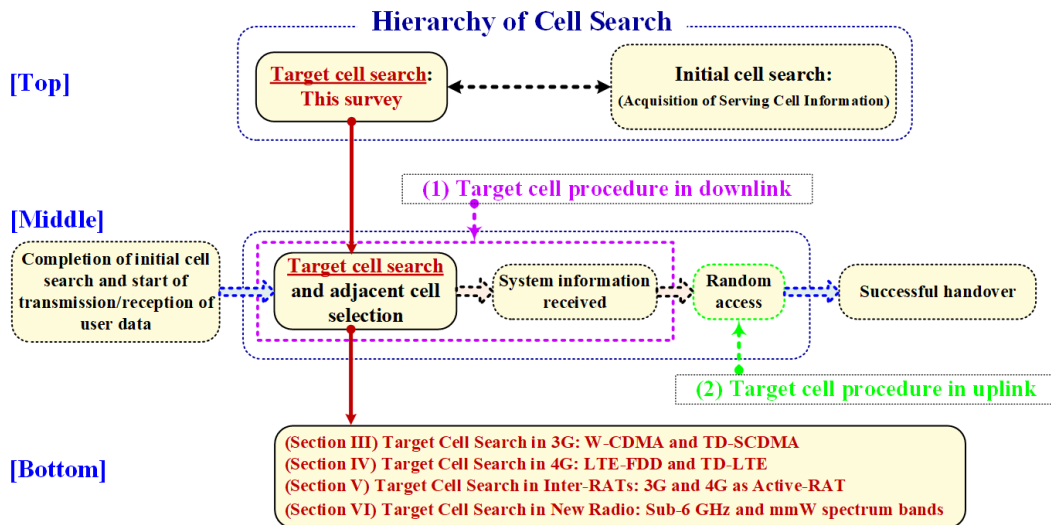 Hierarchy of Cell Search
[Top]
Target cell search:
This survey
Initial cell search:
(Acquisition of Serving Cell Information)
(1) Target cell procedure in downlink
[Middle]
Completion of initial cell
search and start of
transmission/reception of
user data
Target cell search
and adjacent cell
selection
System information
received
Random
access
Successful handover
(2) Target cell procedure in uplink
[Bottom]
(Section III) Target Cell Search in 3G: W-CDMA and TD-SCDMA
(Section IV) Target Cell Search in 4G: LTE-FDD and TD-LTE
(Section V) Target Cell Search in Inter-RATs: 3G and 4G as Active-RAT
(Section VI) Target Cell Search in New Radio: Sub-6 GHz and mmW spectrum bands